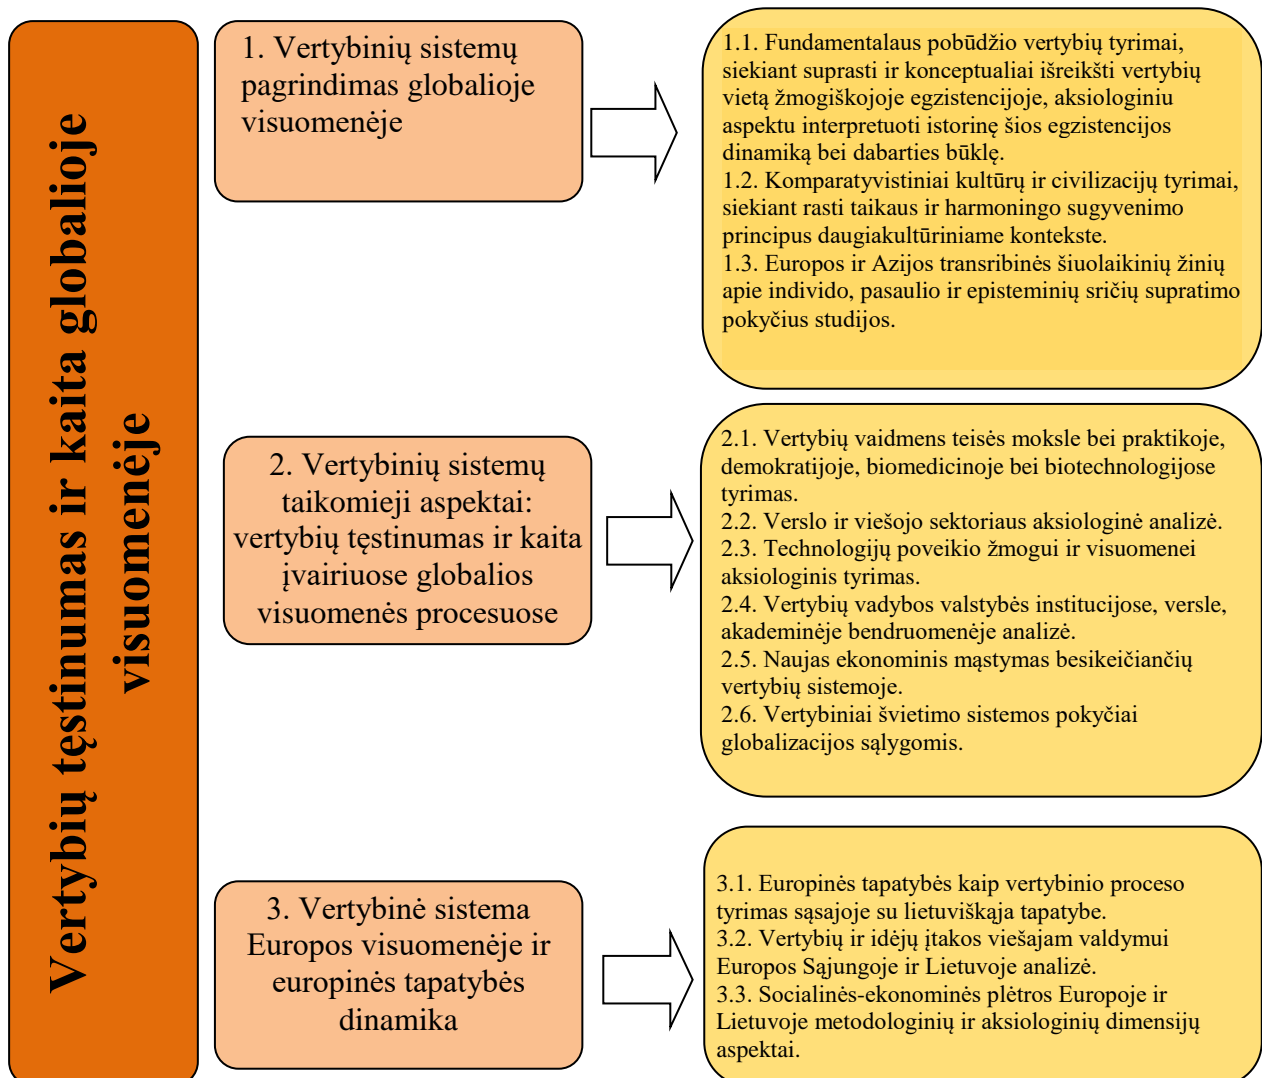 Vertybių tęstinumas ir kaita globalioje
visuomenėje
1. Vertybinių sistemų
pagrindimas globalioje
visuomenėje
1.1. Fundamentalaus pobūdžio vertybių tyrimai,
siekiant suprasti ir konceptualiai išreikšti vertybių
vietą žmogiškojoje egzistencijoje, aksiologiniu
aspektu interpretuoti istorinę šios egzistencijos
dinamiką bei dabarties būklę.
1.2. Komparatyvistiniai kultūrų ir civilizacijų tyrimai,
siekiant rasti taikaus ir harmoningo sugyvenimo
principus daugiakultūriniame kontekste.
1.3. Europos ir Azijos transribinės šiuolaikinių žinių
apie individo, pasaulio ir episteminių sričių supratimo
pokyčius studijos.
2. Vertybinių sistemų
taikomieji aspektai:
vertybių tęstinumas ir kaita
įvairiuose globalios
visuomenės procesuose
2.1. Vertybių vaidmens teisės moksle bei praktikoje,
demokratijoje, biomedicinoje bei biotechnologijose
tyrimas.
2.2. Verslo ir viešojo sektoriaus aksiologinė analizė.
2.3. Technologijų poveikio žmogui ir visuomenei
aksiologinis tyrimas.
2.4. Vertybių vadybos valstybės institucijose, versle,
akademinėje bendruomenėje analizė.
2.5. Naujas ekonominis mąstymas besikeičiančių
vertybių sistemoje.
2.6. Vertybiniai švietimo sistemos pokyčiai
globalizacijos sąlygomis.
3. Vertybinė sistema
Europos visuomenėje ir
europinės tapatybės
dinamika
3.1. Europinės tapatybės kaip vertybinio proceso
tyrimas sąsajoje su lietuviškąja tapatybe.
3.2. Vertybių ir idėjų įtakos viešajam valdymui
Europos Sąjungoje ir Lietuvoje analizė.
3.3. Socialinės-ekonominės plėtros Europoje ir
Lietuvoje metodologinių ir aksiologinių dimensijų
aspektai.